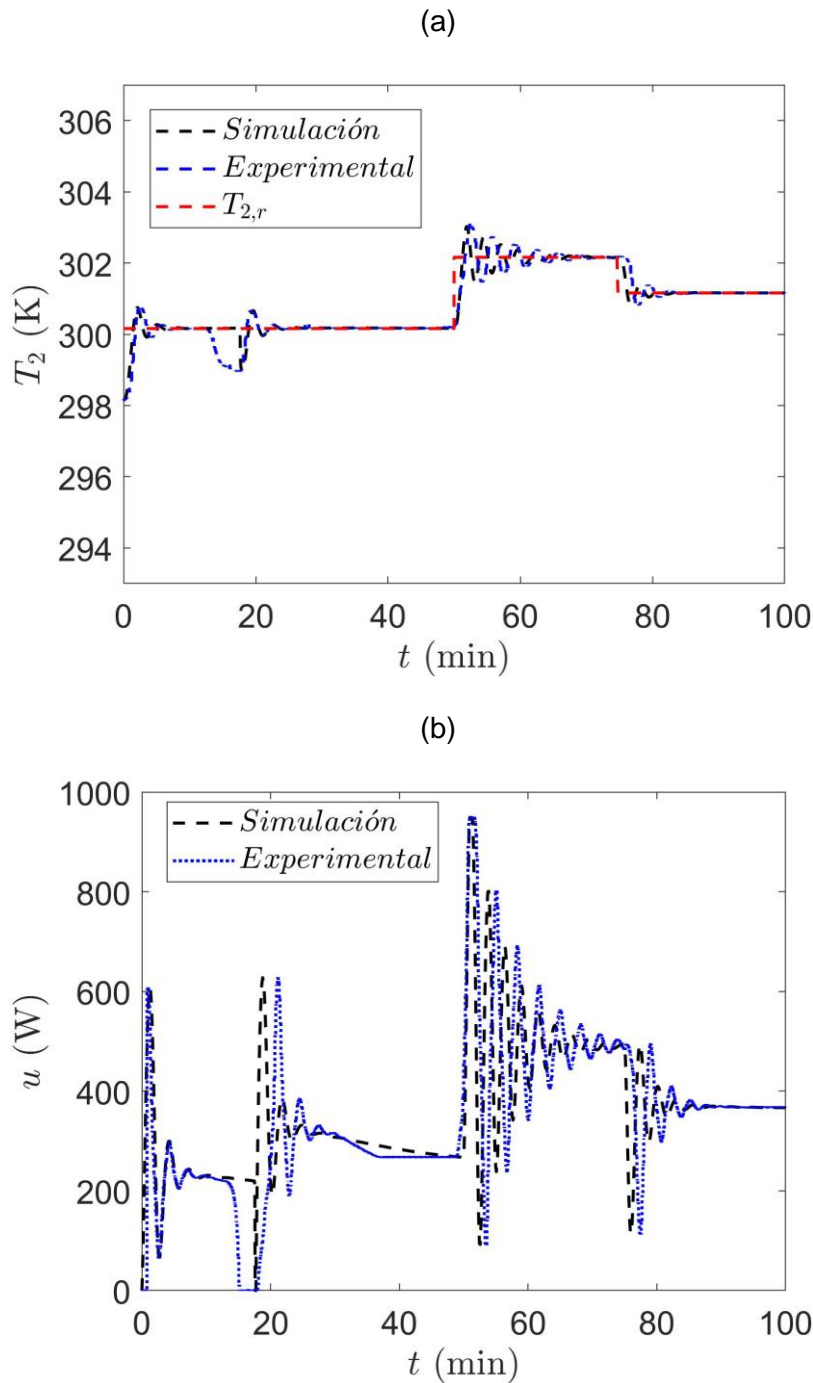 (a)
306
304
302
300
298
296
294
T2 (K)
Simulación
Experimental
T2,r
0 20 40 60 80 100
t (min)
(b)
1000
800
600
400
200
0
u (W)
Simulación
Experimental
0 20 40 60 80 100
t (min)